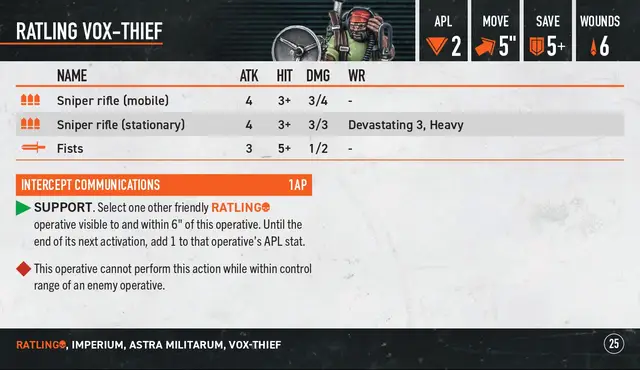 RATLING VOX-THIEF
APL MOVE SAVE WOUNDS
2 5" 5+ 6
NAME ATK HIT DMG WR
Sniper rifle (mobile) 4 3+ 3/4 -
Sniper rifle (stationary) 4 3+ 3/3 Devastating 3, Heavy
Fists 3 5+ 1/2 -
INTERCEPT COMMUNICATIONS 1AP
SUPPORT. Select one other friendly RATLING
operative visible to and within 6" of this operative. Until the
end of its next activation, add 1 to that operative's APL stat.
This operative cannot perform this action while within control
range of an enemy operative.
RATLING, IMPERIUM, ASTRA MILITARUM, VOX-THIEF
25